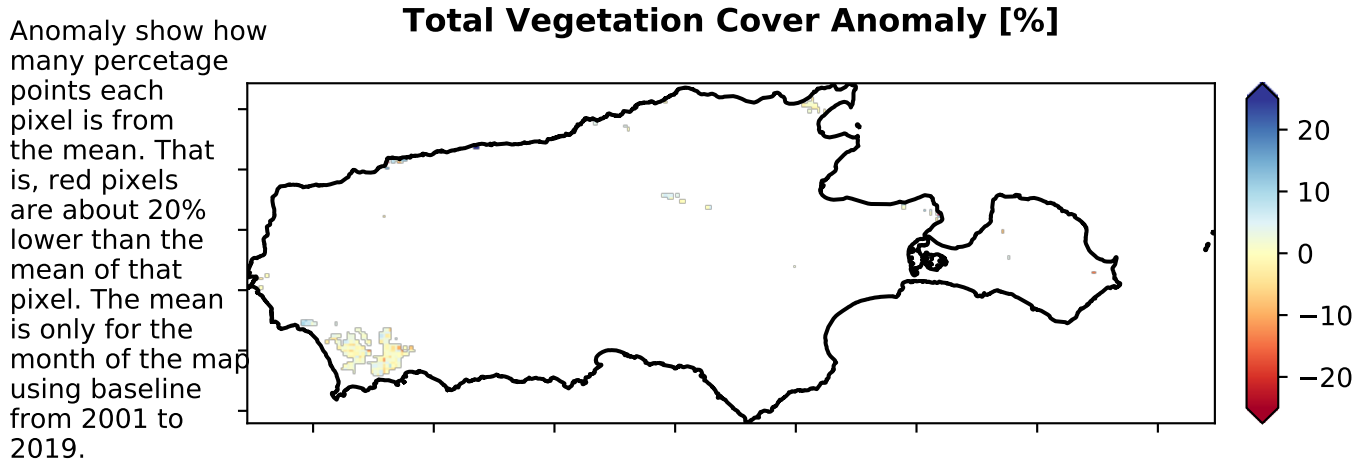 Total Vegetation Cover Anomaly [%]
Anomaly show how
many percetage
points each
pixel is from
the mean. That
is, red pixels
are about 20%
lower than the
mean of that
pixel. The mean
is only for the
month of the map
using baseline
from 2001 to
2019.
20
10
0
−10
−20